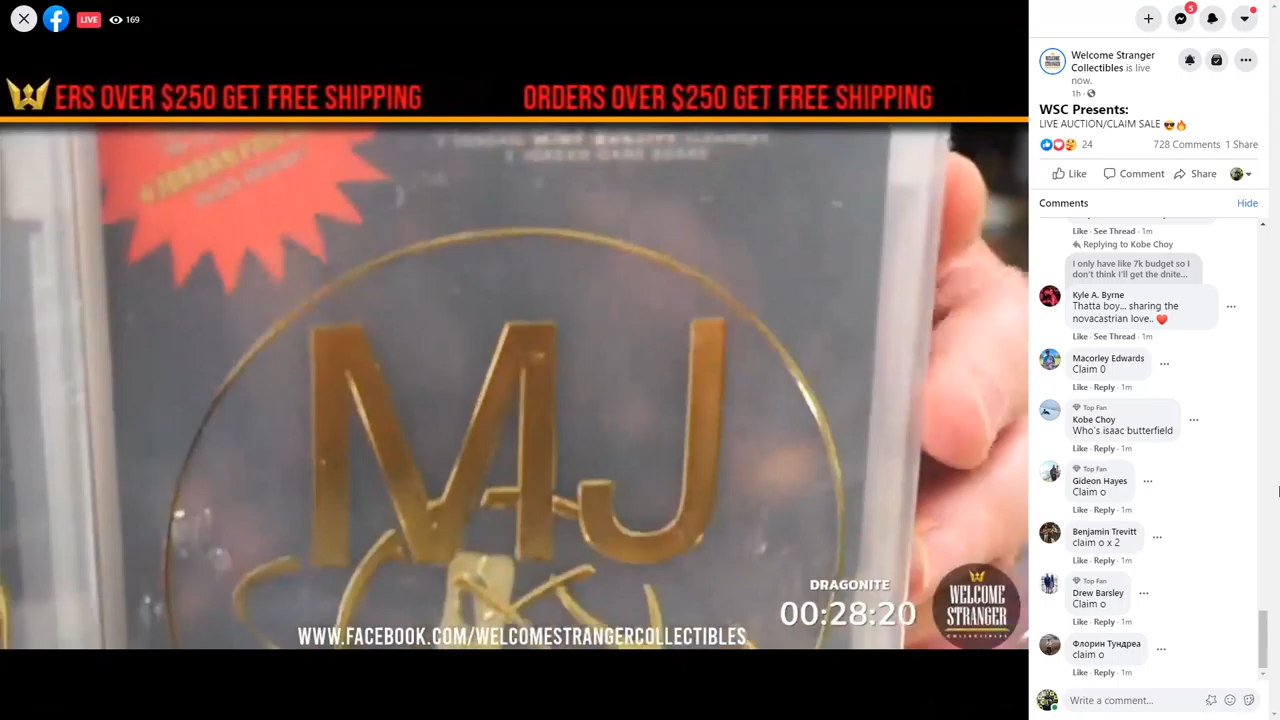 LIVE
169
5
ERS OVER $250 GET FREE SHIPPING
ORDERS OVER $250 GET FREE SHIPPING
MJ
DRAGONITE
00:28:20
WELCOME
STRANGER
COLLECTIBLES
WWW.FACEBOOK.COM/WELCOMESTRANGERCOLLECTIBLES
Welcome Stranger
Collectibles is live
now.
1h ·
WSC Presents:
LIVE AUCTION/CLAIM SALE 😎🔥
24
728 Comments 1 Share
Like
Comment
Share
Comments
Hide
Like · See Thread · 1m
Replying to Kobe Choy
I only have like 7k budget so I
don't think I'll get the dnite...
Kyle A. Byrne
Thatta boy... sharing the
novacastrian love.. ❤️
Like · See Thread · 1m
Macorley Edwards
Claim 0
Like · Reply · 1m
Top Fan
Kobe Choy
Who's isaac butterfield
Like · Reply · 1m
Top Fan
Gideon Hayes
Claim o
Like · Reply · 1m
Benjamin Trevitt
claim o x 2
Like · Reply · 1m
Top Fan
Drew Barsley
Claim o
Like · Reply · 1m
Флорин Тундреа
claim o
Like · Reply · 1m
Write a comment...